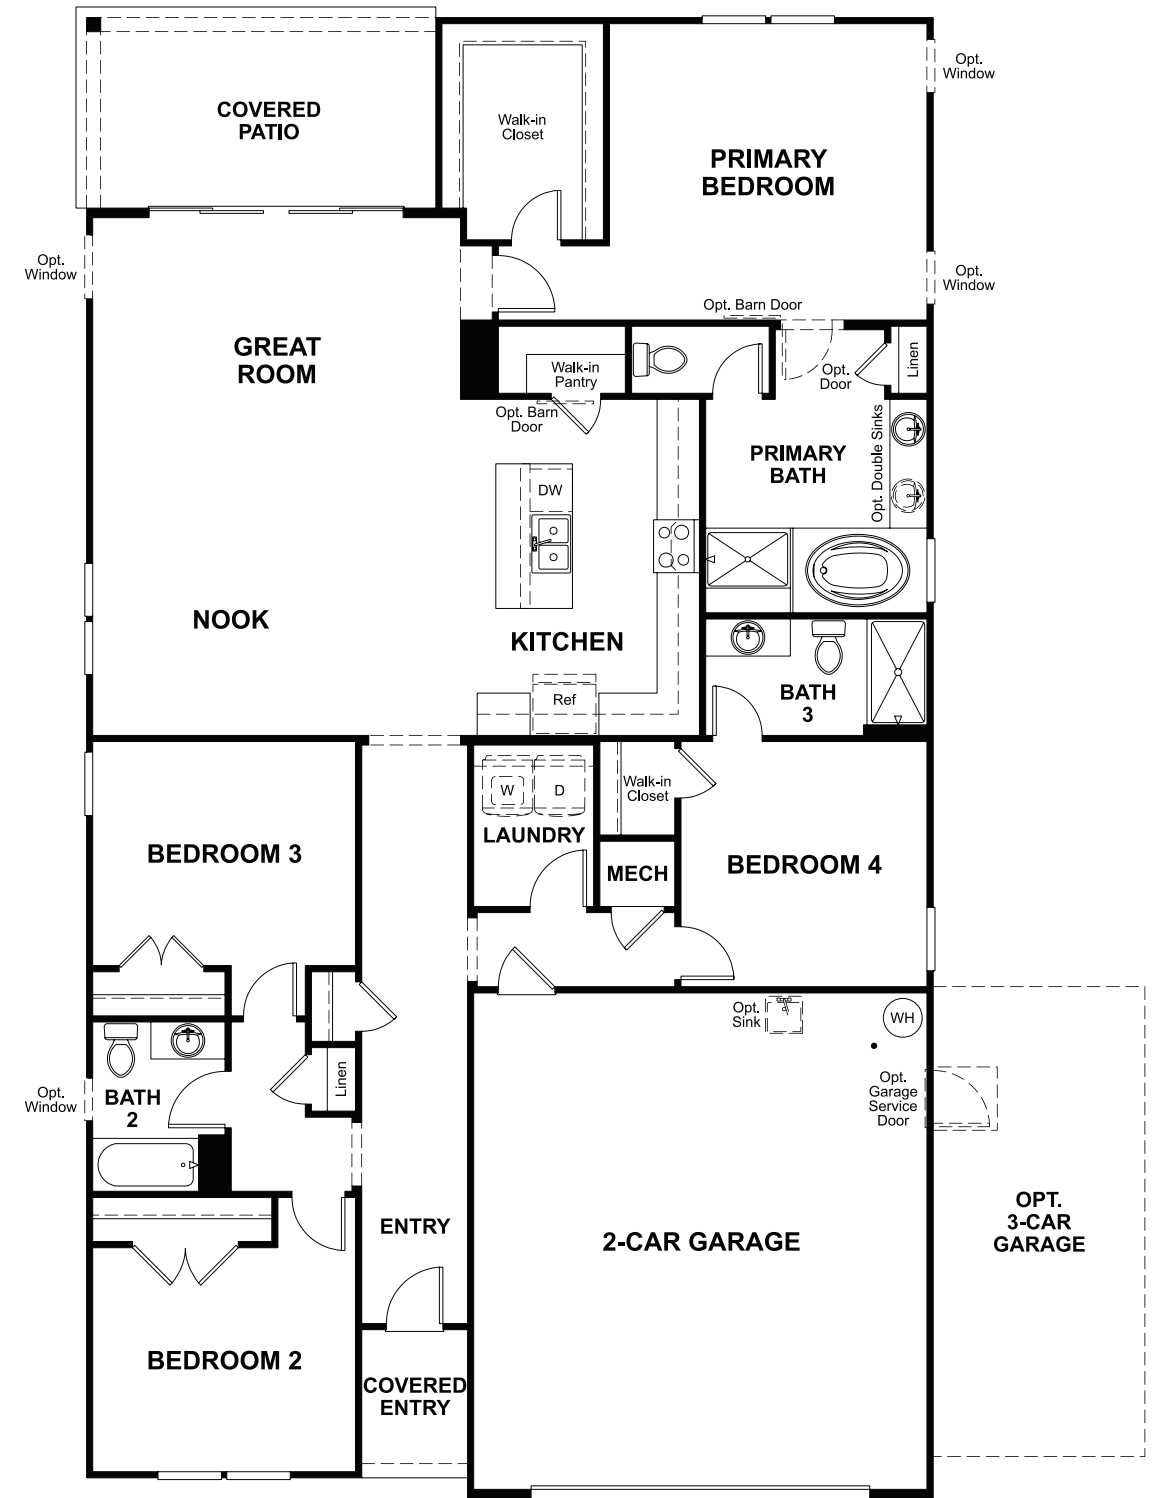 Opt.
Window
COVERED
PATIO
Walk-in
Closet
PRIMARY
BEDROOM
Opt.
Window
Opt.
Window
Opt. Barn Door
GREAT
ROOM
Walk-in
Pantry
Opt.
Door
Linen
Opt. Barn
Door
PRIMARY
BATH
Opt. Double Sinks
DW
NOOK
KITCHEN
Ref
BATH
3
W
D
LAUNDRY
Walk-in
Closet
MECH
BEDROOM 3
BEDROOM 4
Opt.
Sink
WH
Opt.
Garage
Service
Door
Opt.
Window
BATH
2
Linen
ENTRY
2-CAR GARAGE
OPT.
3-CAR
GARAGE
BEDROOM 2
COVERED
ENTRY